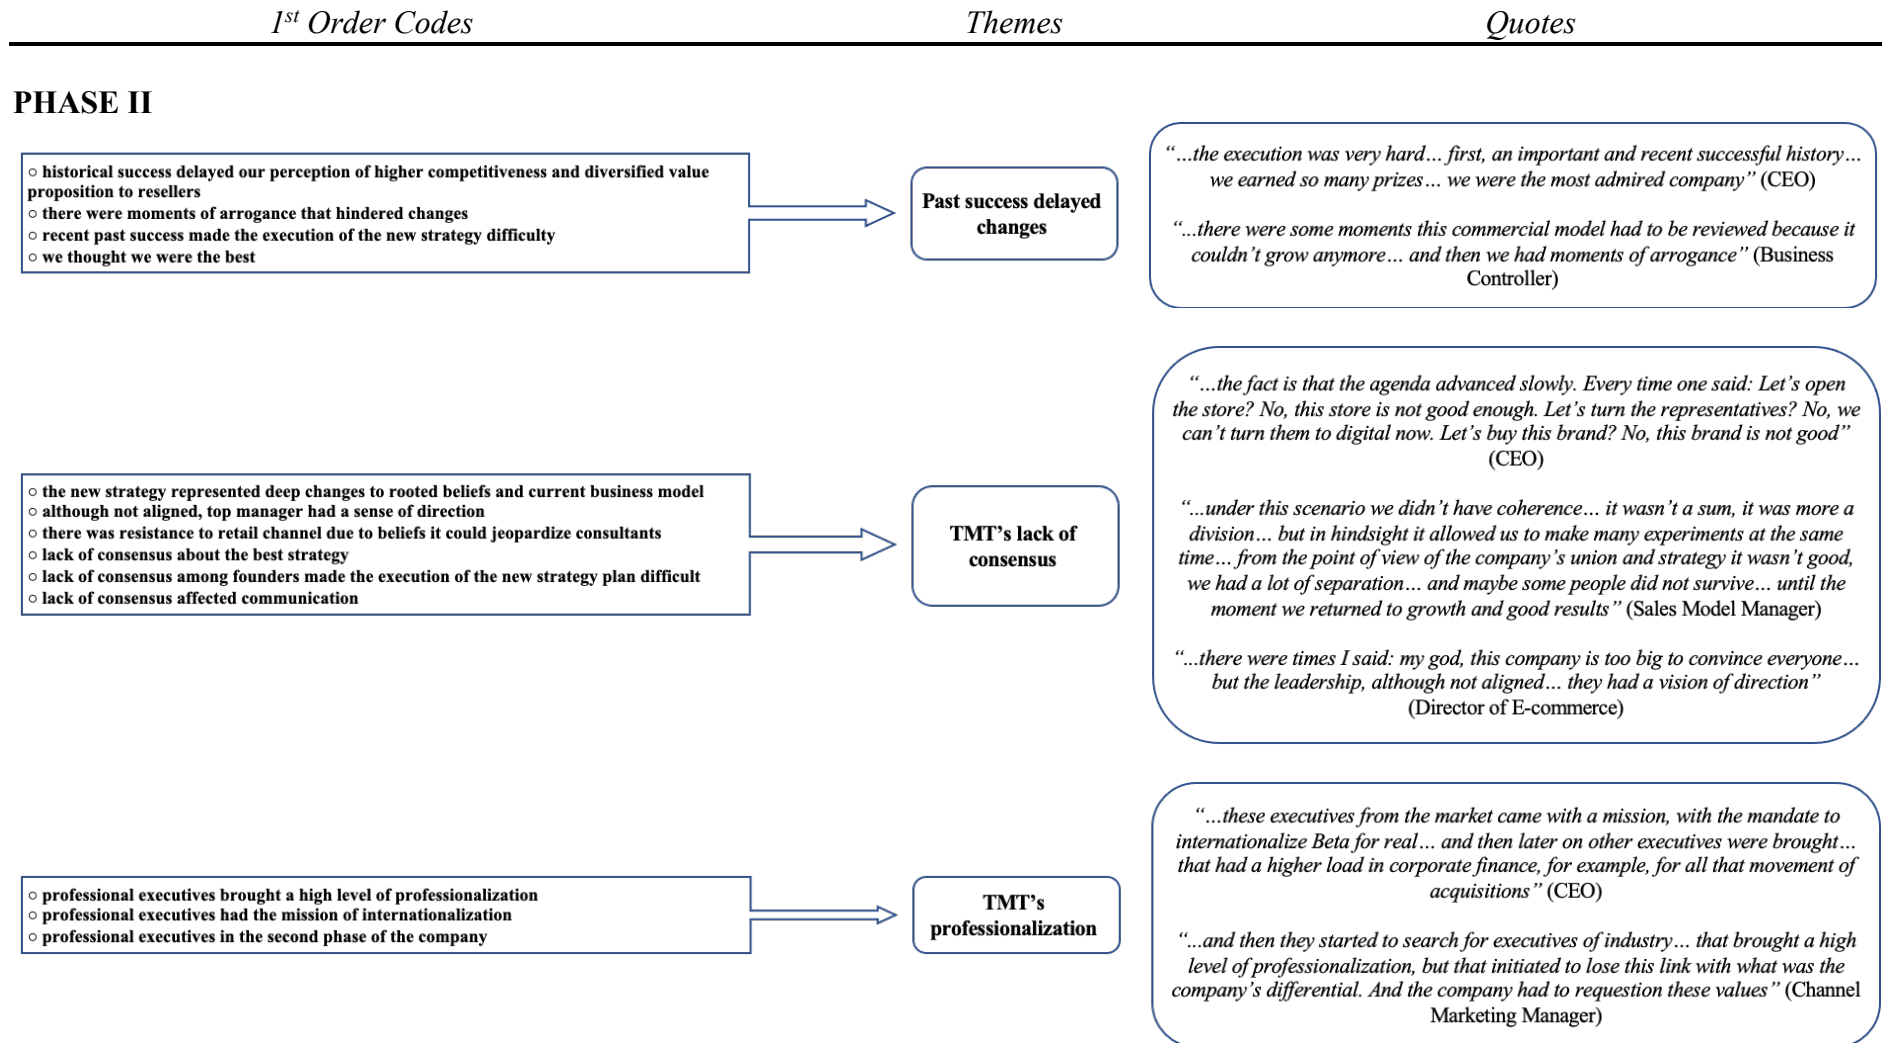 1st Order Codes
Themes
Quotes
PHASE II
○ historical success delayed our perception of higher competitiveness and diversified value
proposition to resellers
○ there were moments of arrogance that hindered changes
○ recent past success made the execution of the new strategy difficulty
○ we thought we were the best
Past success delayed
changes
“…the execution was very hard… first, an important and recent successful history…
we earned so many prizes… we were the most admired company” (CEO)
“...there were some moments this commercial model had to be reviewed because it
couldn’t grow anymore… and then we had moments of arrogance” (Business
Controller)
○ the new strategy represented deep changes to rooted beliefs and current business model
○ although not aligned, top manager had a sense of direction
○ there was resistance to retail channel due to beliefs it could jeopardize consultants
○ lack of consensus about the best strategy
○ lack of consensus among founders made the execution of the new strategy plan difficult
○ lack of consensus affected communication
TMT’s lack of
consensus
“…the fact is that the agenda advanced slowly. Every time one said: Let’s open
the store? No, this store is not good enough. Let’s turn the representatives? No, we
can’t turn them to digital now. Let’s buy this brand? No, this brand is not good”
(CEO)
“...under this scenario we didn’t have coherence… it wasn’t a sum, it was more a
division… but in hindsight it allowed us to make many experiments at the same
time… from the point of view of the company’s union and strategy it wasn’t good,
we had a lot of separation… and maybe some people did not survive… until the
moment we returned to growth and good results” (Sales Model Manager)
“...there were times I said: my god, this company is too big to convince everyone…
but the leadership, although not aligned… they had a vision of direction”
(Director of E-commerce)
○ professional executives brought a high level of professionalization
○ professional executives had the mission of internationalization
○ professional executives in the second phase of the company
TMT’s
professionalization
“…these executives from the market came with a mission, with the mandate to
internationalize Beta for real… and then later on other executives were brought…
that had a higher load in corporate finance, for example, for all that movement of
acquisitions” (CEO)
“...and then they started to search for executives of industry… that brought a high
level of professionalization, but that initiated to lose this link with what was the
company’s differential. And the company had to requestion these values” (Channel
Marketing Manager)